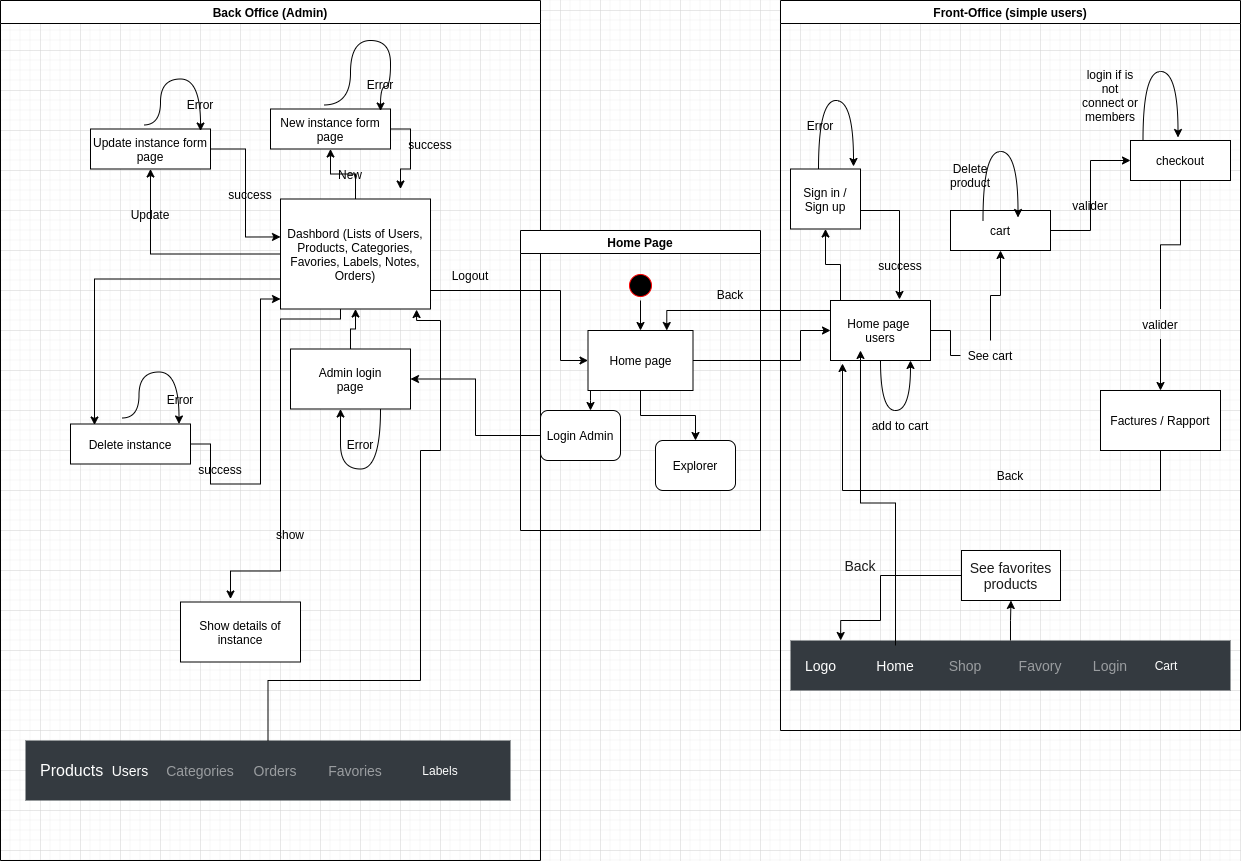 Back Office (Admin)
Error
Error
New instance form
page
success
Update instance form
page
New
success
Update
Dashbord (Lists of Users,
Products, Categories,
Favories, Labels, Notes,
Orders)
Logout
Admin login
page
Error
Error
Delete instance
success
show
Show details of
instance
Products
Users
Categories
Orders
Favories
Labels
Home Page
Home page
Login Admin
Explorer
Back
Front-Office (simple users)
login if is
not
connect or
members
Error
checkout
Sign in /
Sign up
Delete
product
cart
valider
success
Home page
users
See cart
valider
add to cart
Factures / Rapport
Back
Back
See favorites
products
Logo
Home
Shop
Favory
Login
Cart